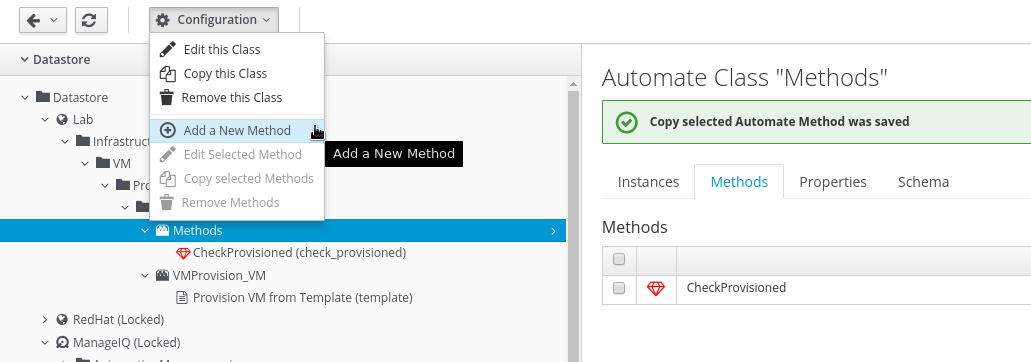 Configuration
Edit this Class
Copy this Class
Remove this Class
Add a New Method
Edit Selected Method
Copy selected Methods
Remove Methods
Add a New Method
Datastore
Datastore
Lab
Infrastruc
VM
Pro
Methods
CheckProvisioned (check_provisioned)
VMProvision_VM
Provision VM from Template (template)
RedHat (Locked)
ManageIQ (Locked)
Automate Class "Methods"
Copy selected Automate Method was saved
Instances Methods Properties Schema
Methods
CheckProvisioned